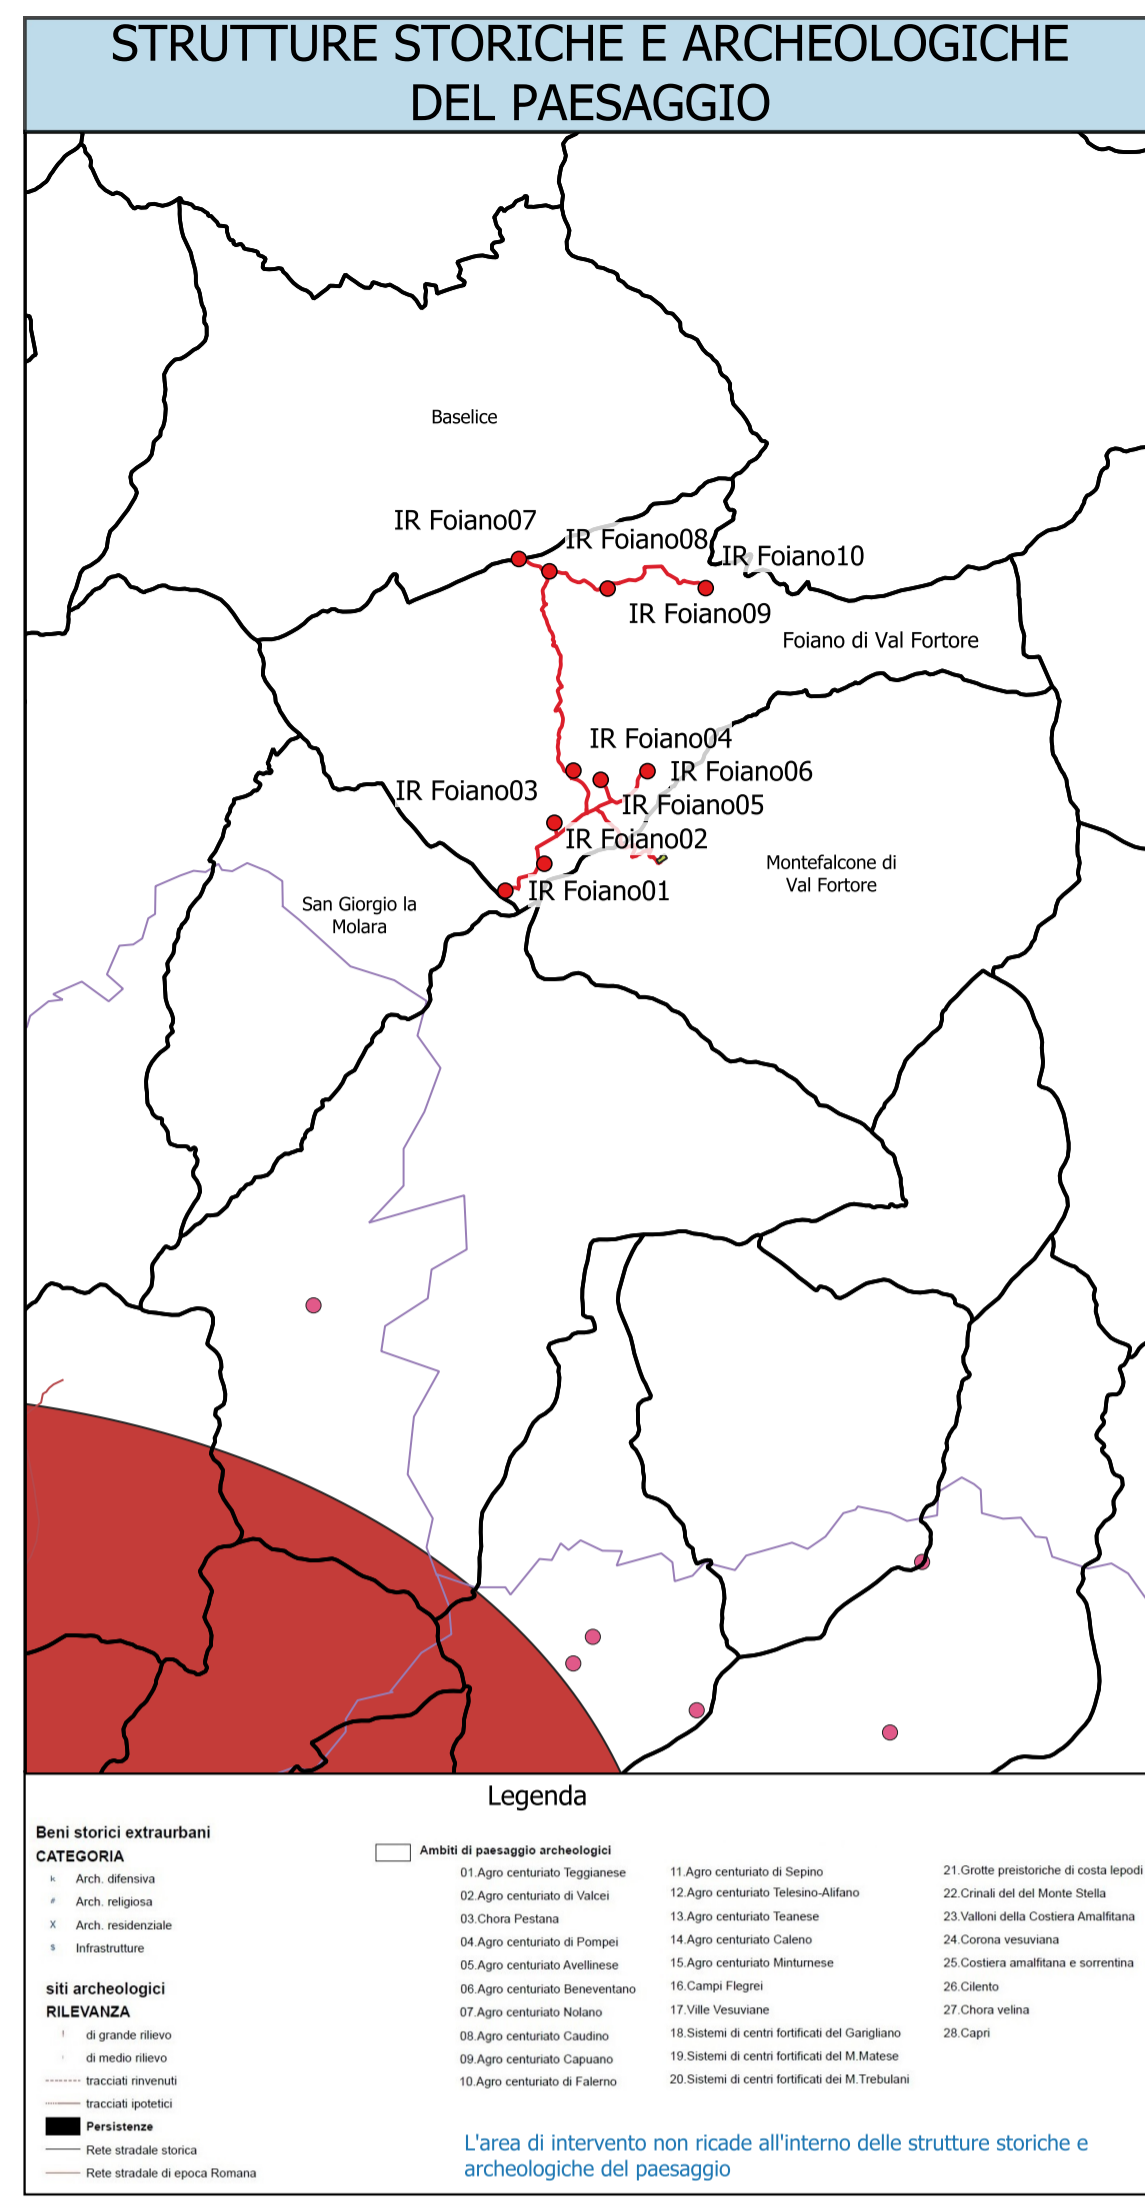 STRUTTURE STORICHE E ARCHEOLOGICHE
DEL PAESAGGIO
Baselice
IR Foiano07
IR Foiano08
IR Foiano10
IR Foiano09
Foiano di Val Fortore
IR Foiano04
IR Foiano06
IR Foiano03
IR Foiano05
IR Foiano02
Montefalcone di
Val Fortore
IR Foiano01
San Giorgio la
Molara
Legenda
Beni storici extraurbani
CATEGORIA
Arch. difensiva
Arch. religiosa
X Arch. residenziale
Infrastrutture
siti archeologici
RILEVANZA
di grande rilievo
di medio rilievo
tracciati rinvenuti
tracciati ipotetici
Persistenze
Rete stradale storica
Rete stradale di epoca Romana
Ambiti di paesaggio archeologici
01.Agro centuriato Teggianese
02.Agro centuriato di Valcei
03.Chora Pestana
04.Agro centuriato di Pompei
05.Agro centuriato Avellinese
06.Agro centuriato Beneventano
07.Agro centuriato Nolano
08.Agro centuriato Caudino
09.Agro centuriato Capuano
10.Agro centuriato di Falerno
11.Agro centuriato di Sepino
12.Agro centuriato Telesino-Alifano
13.Agro centuriato Teanese
14.Agro centuriato Caleno
15.Agro centuriato Minturnese
16.Campi Flegrei
17.Ville Vesuviane
18.Sistemi di centri fortificati del Garigliano
19.Sistemi di centri fortificati del M.Matese
20.Sistemi di centri fortificati dei M.Trebulani
21.Grotte preistoriche di costa lepodi
22.Crinali del del Monte Stella
23.Valloni della Costiera Amalfitana
24.Corona vesuviana
25.Costiera amalfitana e sorrentina
26.Cilento
27.Chora velina
28.Capri
L'area di intervento non ricade all'interno delle strutture storiche e
archeologiche del paesaggio